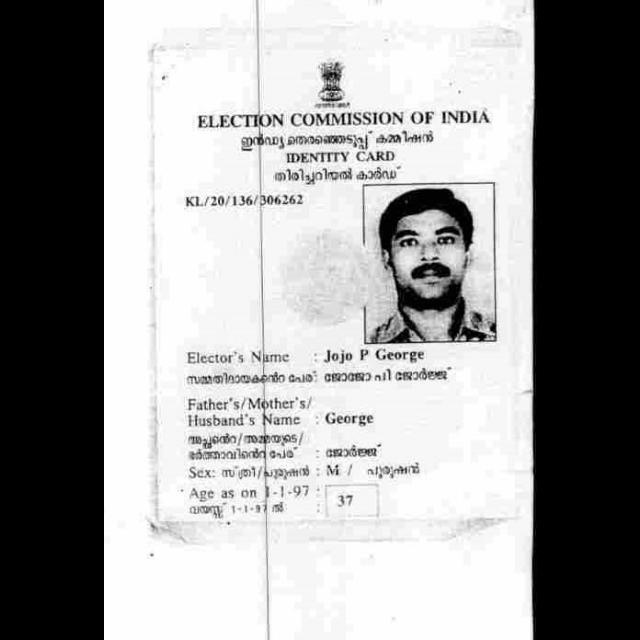 ELECTION COMMISSION OF INDIA
ഇൻഡ്യ തെരഞ്ഞെടുപ്പ് കമ്മീഷൻ
IDENTITY CARD
തിരിച്ചറിയൽ കാർഡ്
KL/20/136/306262
Elector's Name : Jojo P George
സമ്മതിദായകന്റെ പേര് : ജോജോ പി ജോർജ്ജ്
Father's/Mother's/
Husband's Name : George
അച്ഛന്റെ/അമ്മയുടെ/
ഭർത്താവിന്റെ പേര് : ജോർജ്ജ്
Sex: സ്ത്രീ/പുരുഷൻ : M / പുരുഷൻ
Age as on 1-1-97 : 37
വയസ്സ് 1-1-97 ൽ :